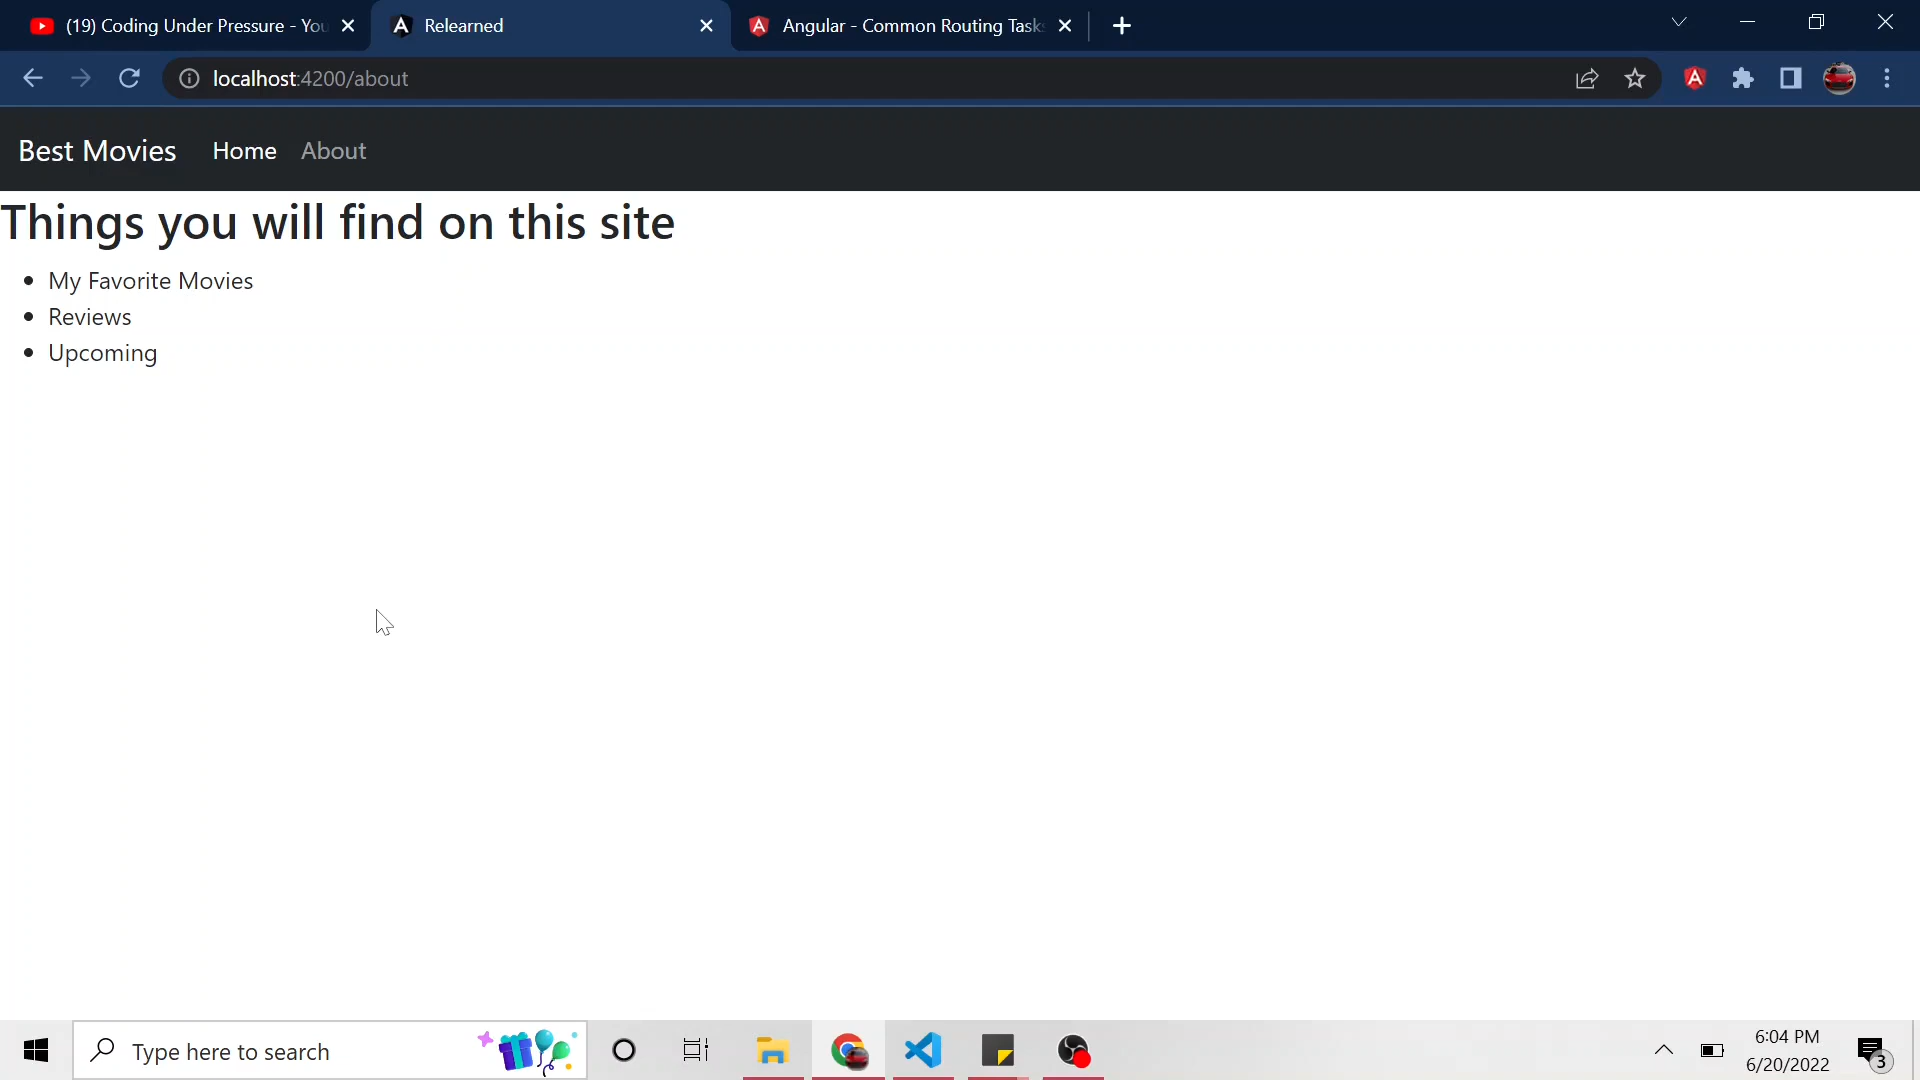 (19) Coding Under Pressure - You
Relearned
Angular - Common Routing Tasks
localhost:4200/about
Best Movies
Home
About
Things you will find on this site
My Favorite Movies
Reviews
Upcoming
Type here to search
6:04 PM
6/20/2022
3